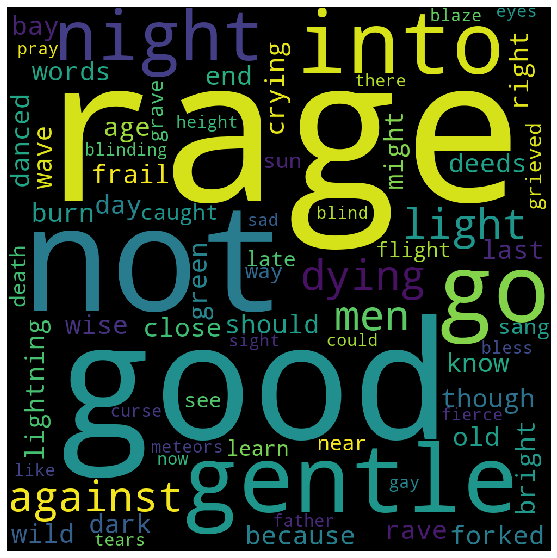 bay
night
into
blaze
eyes
pray
words
end
crying
there
right
rage
danced
wave
age
grave
height
frail
blinding
sun
might
deeds
grieved
burn
day
caught
blind
light
not
sad
flight
last
death
green
late
way
dying
go
lightning
wise
close
should
men
sang
sight
could
bless
know
good
curse
see
though
fierce
meteors
learn
near
old
bright
like
now
gentle
gay
against
wild
dark
tears
father
because
rave
forked